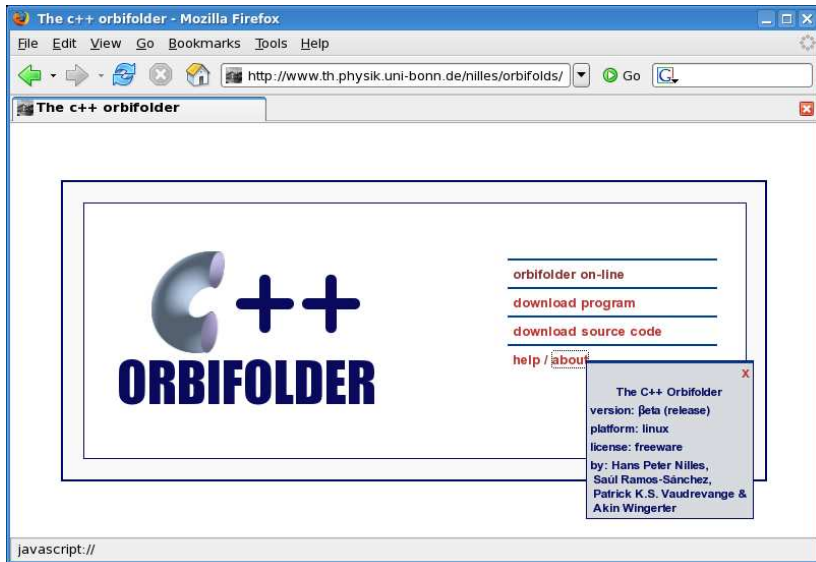 The c++ orbifolder - Mozilla Firefox
File Edit View Go Bookmarks Tools Help
http://www.th.physik.uni-bonn.de/nilles/orbifolds/ Go G
The c++ orbifolder
C++
ORBIFOLDER
orbifolder on-line
download program
download source code
help / about
X
The C++ Orbifolder
version: βeta (release)
platform: linux
license: freeware
by: Hans Peter Nilles,
Saúl Ramos-Sánchez,
Patrick K.S. Vaudrevange &
Akin Wingerter
javascript://